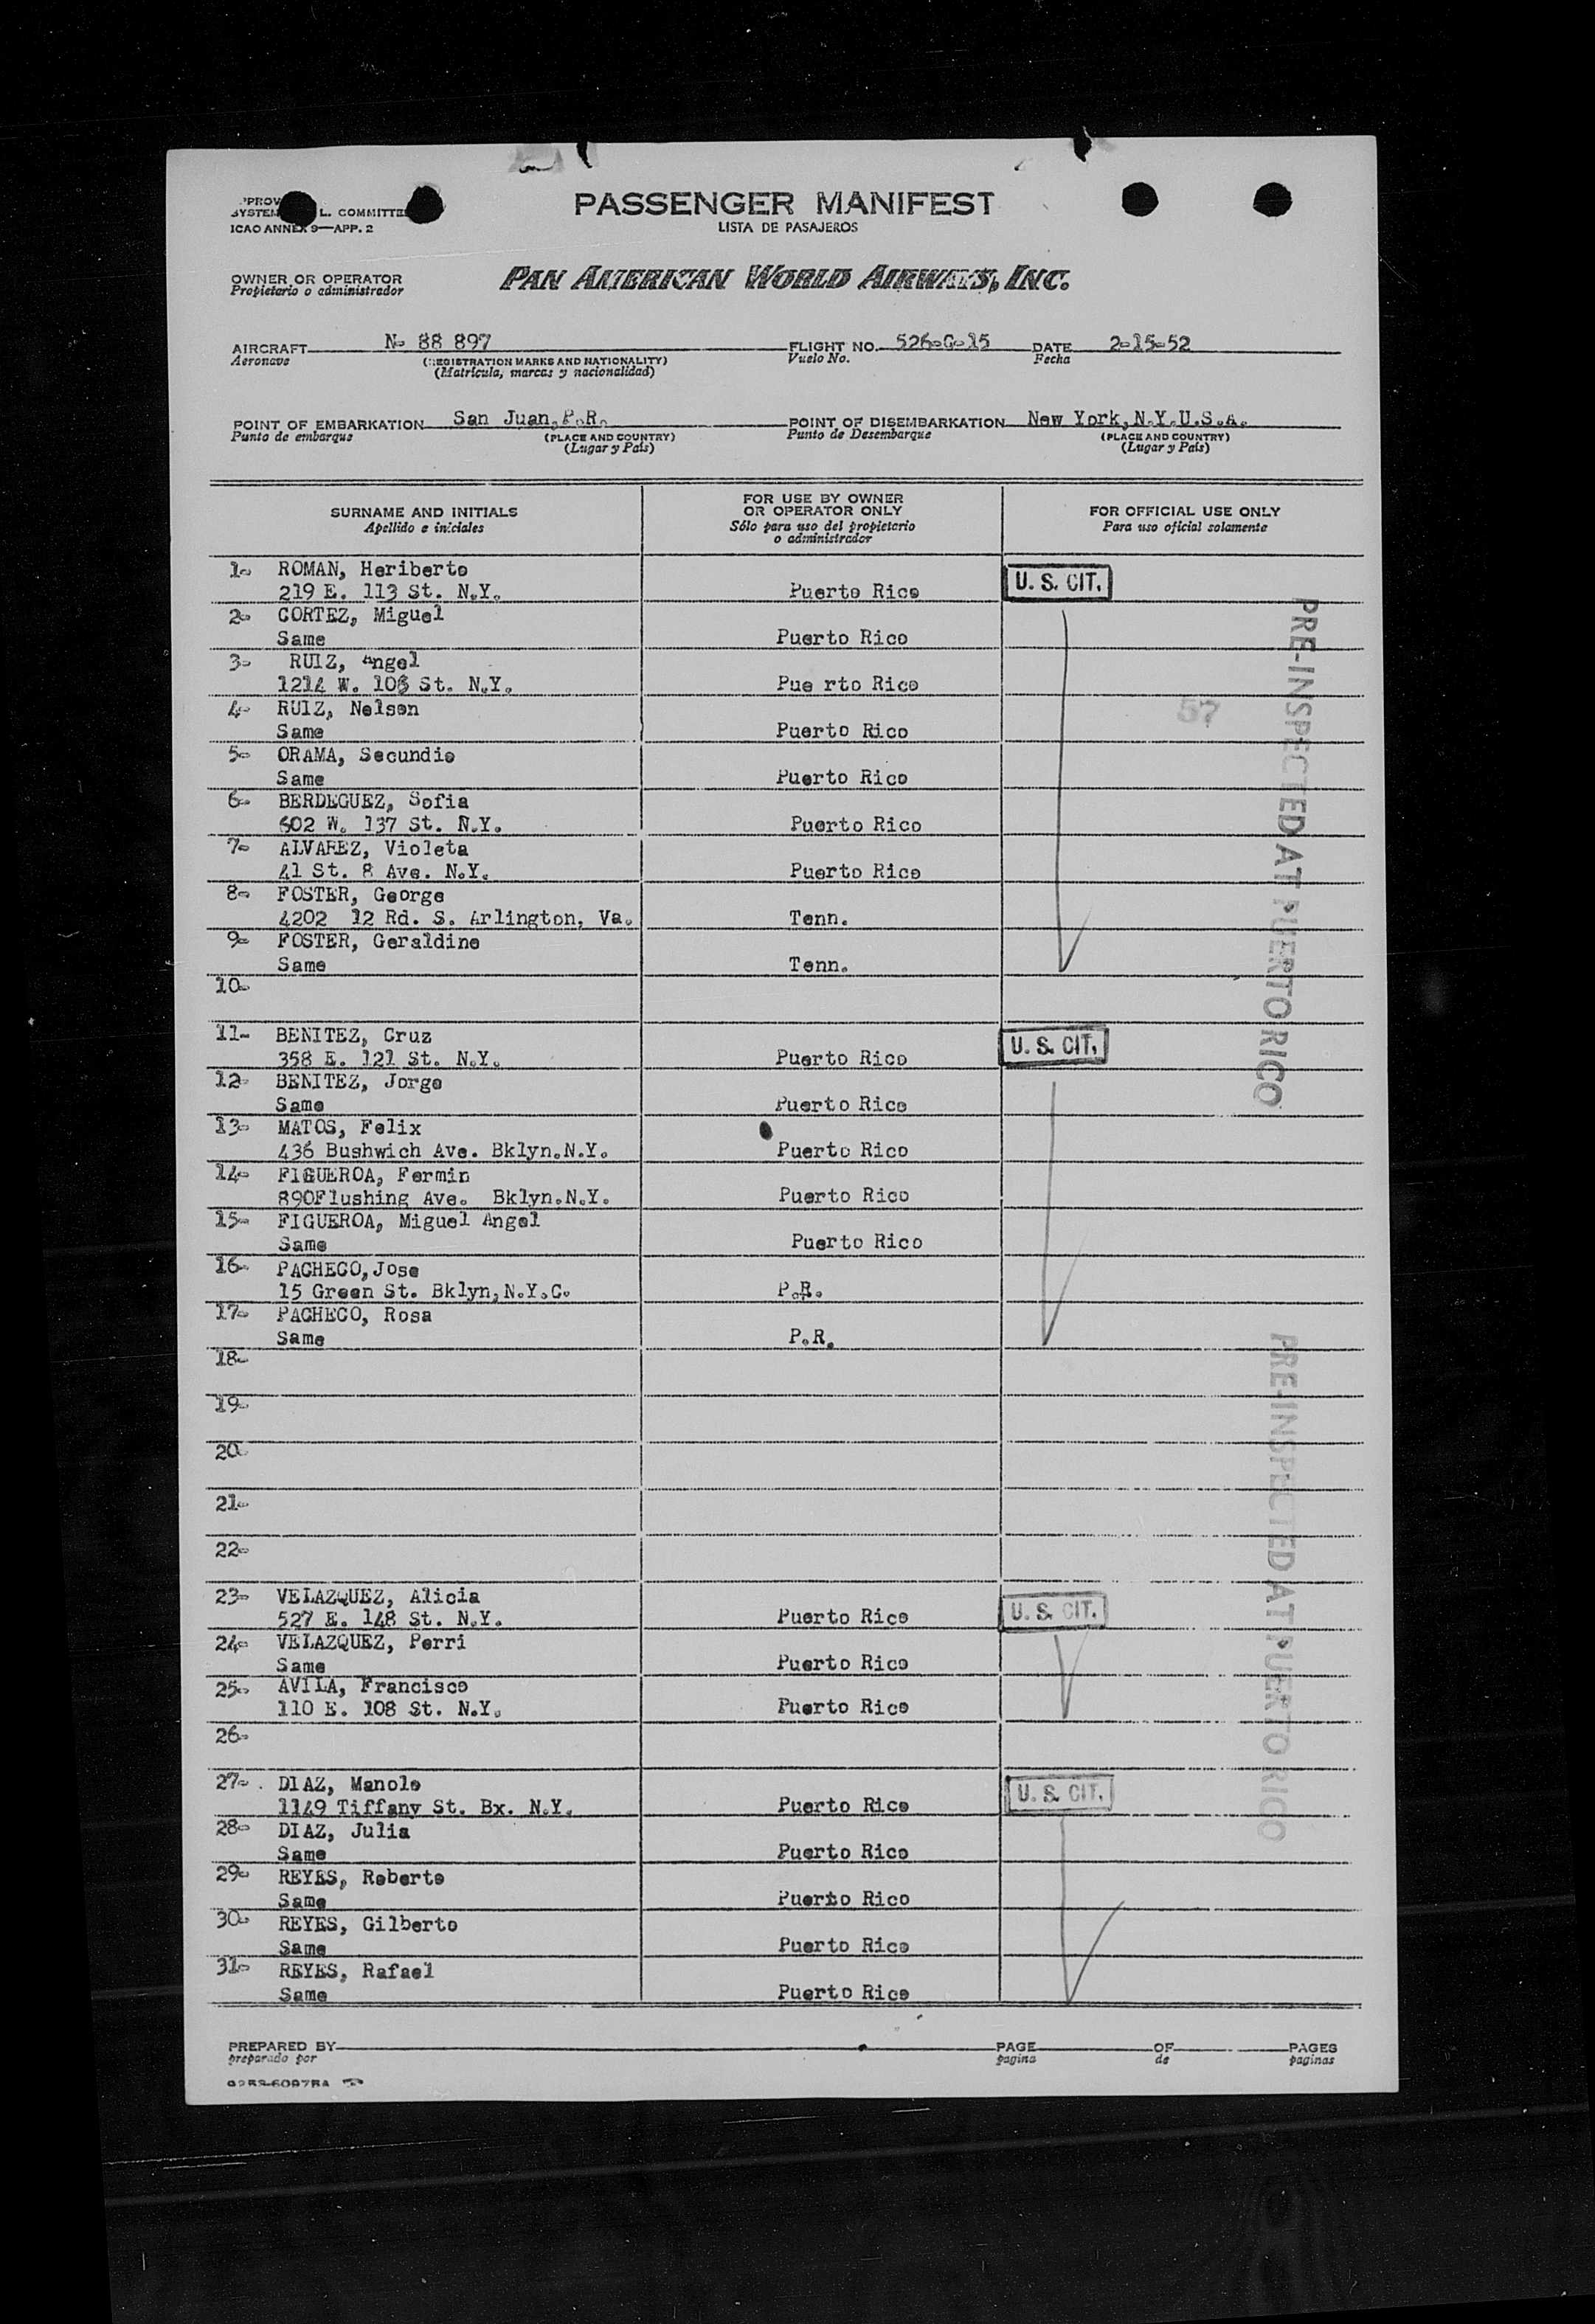 PASSENGER MANIFEST
L. COMMITTEE
ICAO ANNEX 9—APP. 2
LISTA DE PASAJEROS
OWNER OR OPERATOR
Propietario o administrador
PAN AMERICAN WORLD AIRWAYS, INC.
AIRCRAFT N- 88 897 FLIGHT NO. 526-G-15 DATE 2-15-52
Aeronave (REGISTRATION MARKS AND NATIONALITY) Vuelo No. Fecha
(Matrícula, marcas y nacionalidad)
POINT OF EMBARKATION San Juan,P.R. POINT OF DISEMBARKATION New York,N.Y.U.S.A.
Punto de embarque (PLACE AND COUNTRY) Punto de Desembarque (PLACE AND COUNTRY)
(Lugar y País) (Lugar y País)
SURNAME AND INITIALS
Apellido e iniciales
FOR USE BY OWNER
OR OPERATOR ONLY
Sólo para uso del propietario
o administrador
FOR OFFICIAL USE ONLY
Para uso oficial solamente
1- ROMAN, Heriberto
219 E. 113 St. N.Y. Puerto Rico U. S. CIT.
2- CORTEZ, Miguel
Same Puerto Rico
3- RUIZ, Angel
1214 W. St. N.Y. Pue rto Rico
4- RUIZ, Nelson
Same Puerto Rico
57
5- ORAMA, Secundio
Same Puerto Rico
6- BERDEGUEZ, Sofia
602 W. 137 St. N.Y. Puerto Rico
7- ALVAREZ, Violeta
41 St. 8 Ave. N.Y. Puerto Rico
8- FOSTER, George
4202 12 Rd. S. Arlington, Va. Tenn.
9- FOSTER, Geraldine
Same Tenn.
10-
11- BENITEZ, Cruz
358 E. 121 St. N.Y. Puerto Rico U. S. CIT.
12- BENITEZ, Jorge
Same Puerto Rico
13- MATOS, Felix
436 Bushwich Ave. Bklyn.N.Y. Puerto Rico
14- FIGUEROA, Fermin
890Flushing Ave. Bklyn.N.Y. Puerto Rico
15- FIGUEROA, Miguel Angel
Same Puerto Rico
16- PACHECO,Jose
15 Green St. Bklyn,N.Y.C. P.R.
17- PACHECO, Rosa
Same P.R.
18-
19-
20-
21-
22-
23- VELAZQUEZ, Alicia
527 E. 148 St. N.Y. Puerto Rico U. S. CIT.
24- VELAZQUEZ, Perri
Same Puerto Rico
25- AVILA, Francisco
110 E. 108 St. N.Y. Puerto Rico
26-
27- . DIAZ, Manolo
1149 Tiffany St. Bx. N.Y. Puerto Rico U. S. CIT.
28- DIAZ, Julia
Same Puerto Rico
29- REYES, Roberto
Same Puerto Rico
30- REYES, Gilberto
Same Puerto Rico
31- REYES, Rafael
Same Puerto Rico
PRE-INSPECTED AT PUERTO RICO
PRE-INSPECTED AT PUERTO RICO
PREPARED BY PAGE OF PAGES
preparado por pagina de paginas